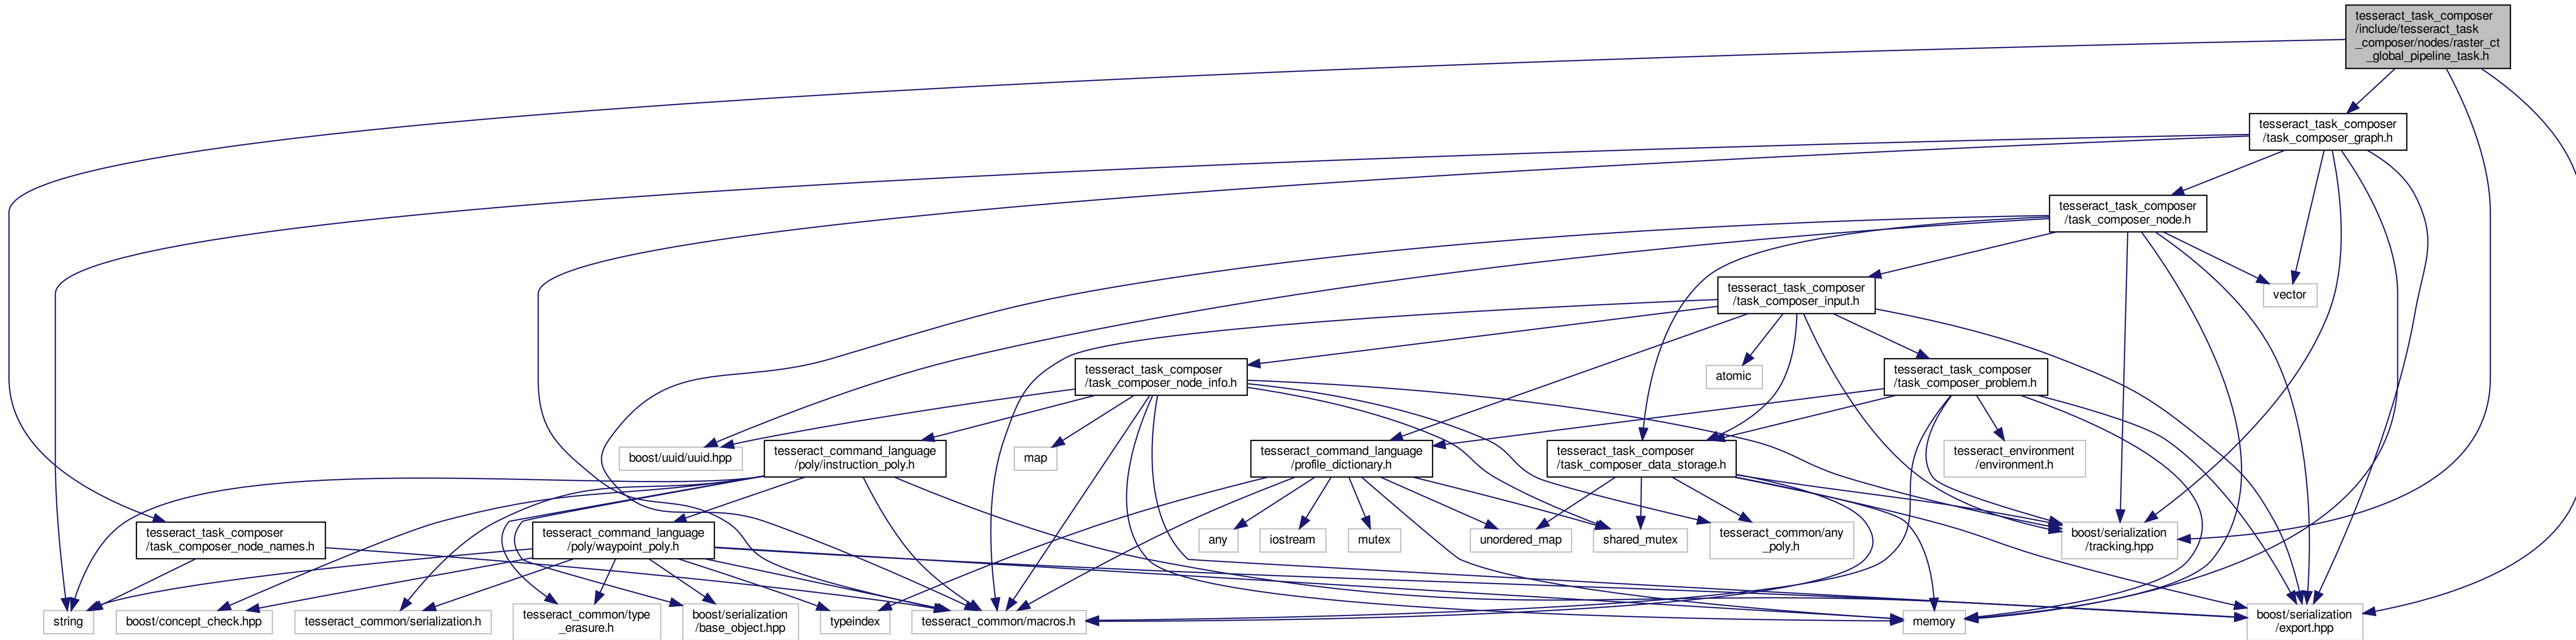 tesseract_task_composer
/include/tesseract_task
_composer/nodes/raster_ct
_global_pipeline_task.h
tesseract_task_composer
/task_composer_graph.h
tesseract_task_composer
/task_composer_node.h
tesseract_task_composer
/task_composer_input.h
vector
tesseract_task_composer
/task_composer_node_info.h
atomic
tesseract_task_composer
/task_composer_problem.h
boost/uuid/uuid.hpp
tesseract_command_language
/poly/instruction_poly.h
map
tesseract_command_language
/profile_dictionary.h
tesseract_task_composer
/task_composer_data_storage.h
tesseract_environment
/environment.h
tesseract_task_composer
/task_composer_node_names.h
tesseract_command_language
/poly/waypoint_poly.h
any
iostream
mutex
unordered_map
shared_mutex
tesseract_common/any
_poly.h
boost/serialization
/tracking.hpp
string
boost/concept_check.hpp
tesseract_common/serialization.h
tesseract_common/type
_erasure.h
boost/serialization
/base_object.hpp
typeindex
tesseract_common/macros.h
memory
boost/serialization
/export.hpp